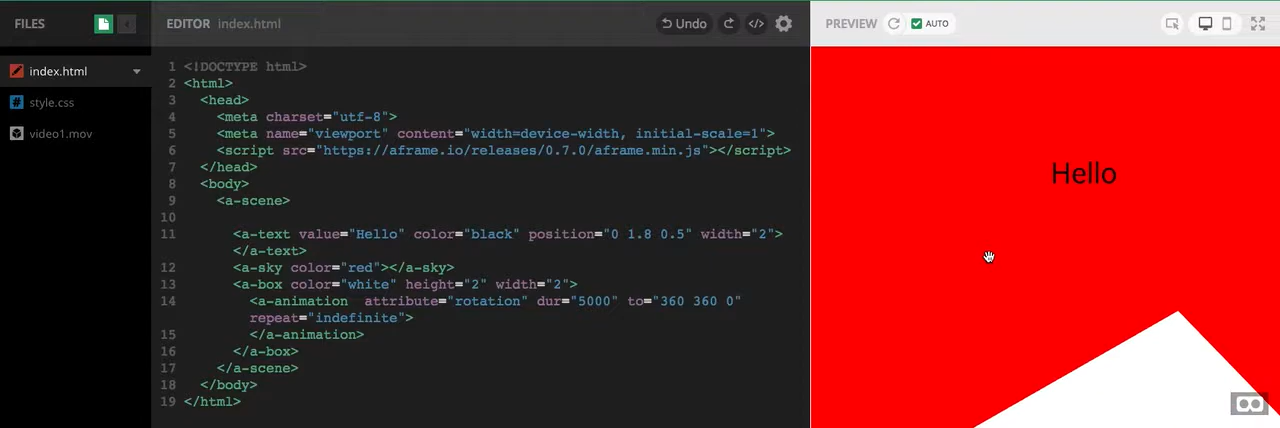 FILES
EDITOR index.html
Undo
</>
PREVIEW
AUTO
index.html
style.css
video1.mov
1 <!DOCTYPE html>
2 <html>
3 <head>
4 <meta charset="utf-8">
5 <meta name="viewport" content="width=device-width, initial-scale=1">
6 <script src="https://aframe.io/releases/0.7.0/aframe.min.js"></script>
7 </head>
8 <body>
9 <a-scene>
10
11 <a-text value="Hello" color="black" position="0 1.8 0.5" width="2">
</a-text>
12 <a-sky color="red"></a-sky>
13 <a-box color="white" height="2" width="2">
14 <a-animation  attribute="rotation" dur="5000" to="360 360 0"
repeat="indefinite">
15 </a-animation>
16 </a-box>
17 </a-scene>
18 </body>
19 </html>
Hello